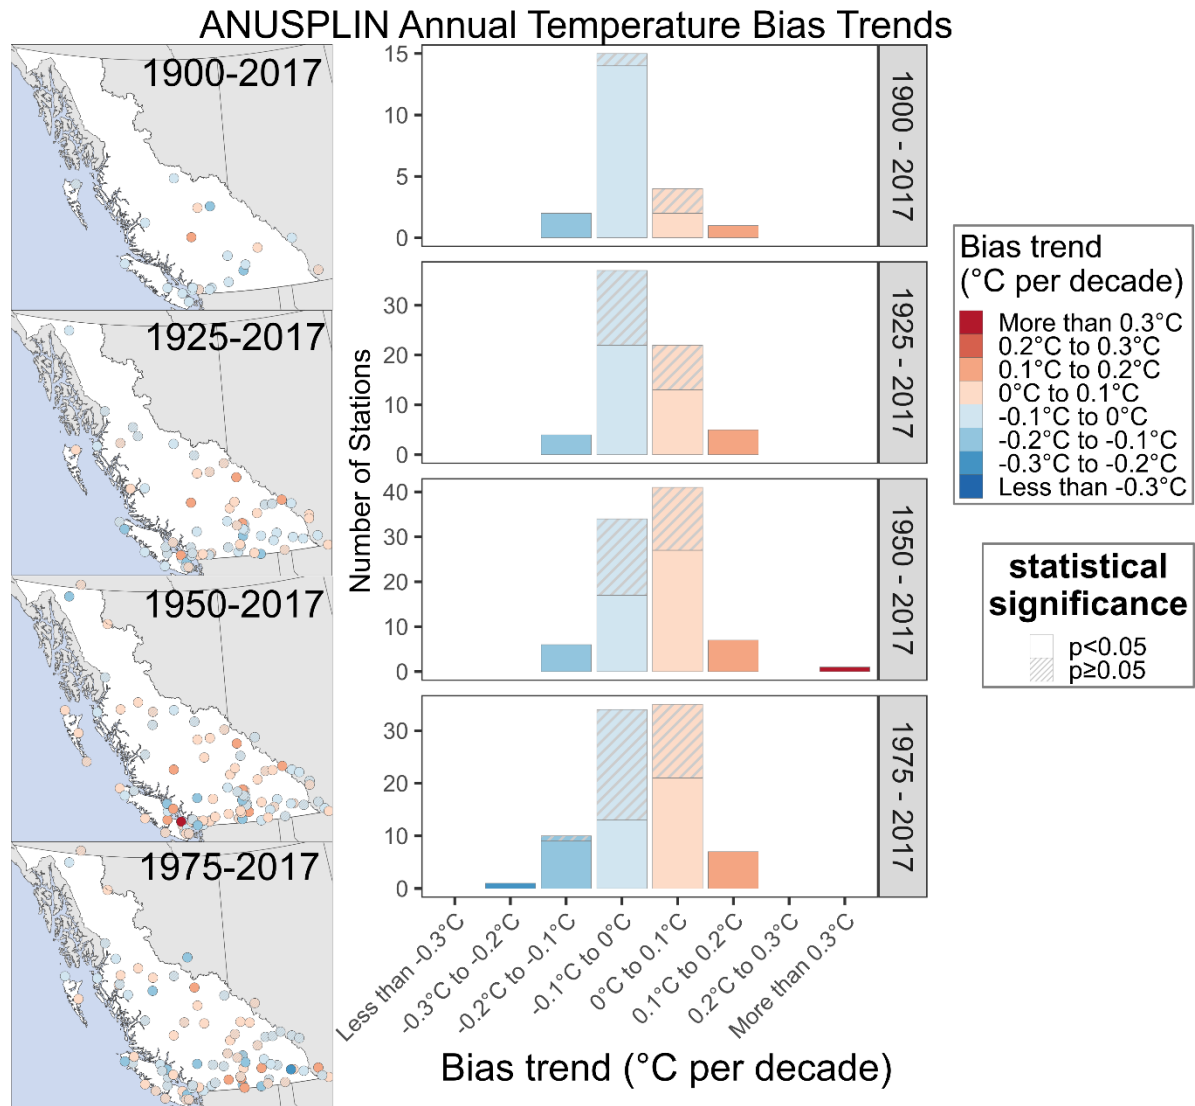 ANUSPLIN Annual Temperature Bias Trends
1900-2017
1925-2017
1950-2017
1975-2017
Number of Stations
15
10
5
0
1900 - 2017
30
20
10
0
1925 - 2017
40
30
20
10
0
1950 - 2017
30
20
10
0
1975 - 2017
Less than -0.3°C
-0.3°C to -0.2°C
-0.2°C to -0.1°C
-0.1°C to 0°C
0°C to 0.1°C
0.1°C to 0.2°C
0.2°C to 0.3°C
More than 0.3°C
Bias trend (°C per decade)
Bias trend
(°C per decade)
More than 0.3°C
0.2°C to 0.3°C
0.1°C to 0.2°C
0°C to 0.1°C
-0.1°C to 0°C
-0.2°C to -0.1°C
-0.3°C to -0.2°C
Less than -0.3°C
statistical
significance
p<0.05
p≥0.05